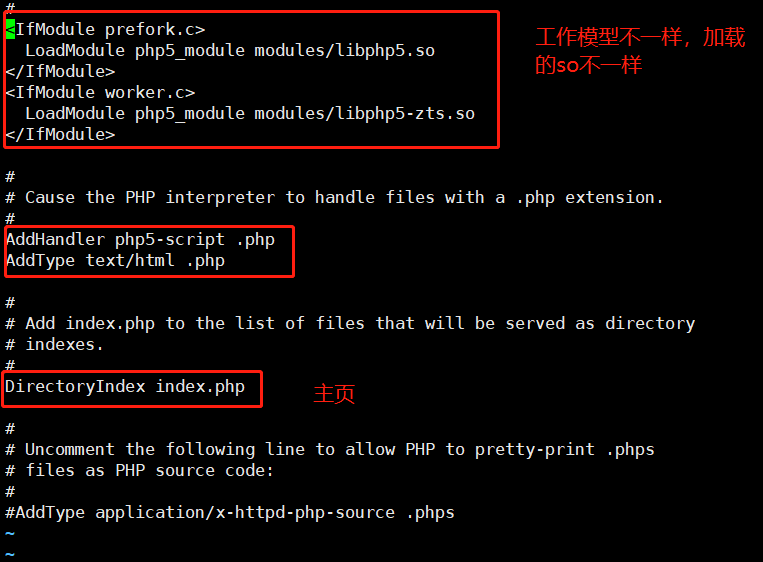 #
<IfModule prefork.c>
  LoadModule php5_module modules/libphp5.so
</IfModule>
<IfModule worker.c>
  LoadModule php5_module modules/libphp5-zts.so
</IfModule>
工作模型不一样，加载
的so不一样
#
# Cause the PHP interpreter to handle files with a .php extension.
#
AddHandler php5-script .php
AddType text/html .php
#
# Add index.php to the list of files that will be served as directory
# indexes.
#
DirectoryIndex index.php
主页
#
# Uncomment the following line to allow PHP to pretty-print .phps
# files as PHP source code:
#
#AddType application/x-httpd-php-source .phps
~
~